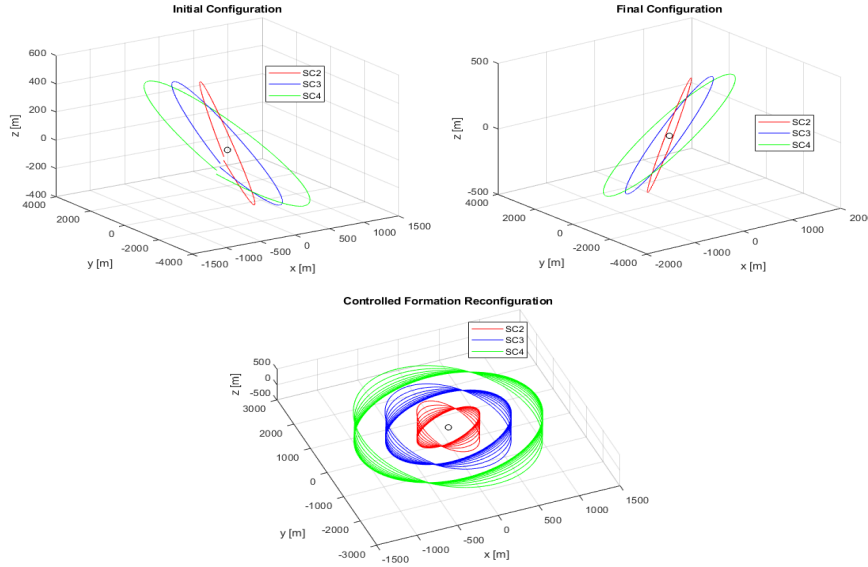 Initial Configuration
600
400
200
0
-200
-400
z [m]
4000
2000
0
-2000
-4000
y [m]
-1500
-1000
-500
0
500
1000
1500
x [m]
SC2
SC3
SC4
Final Configuration
500
0
-500
z [m]
4000
2000
0
-2000
-4000
y [m]
-2000
-1000
0
1000
2000
x [m]
SC2
SC3
SC4
Controlled Formation Reconfiguration
500
0
-500
z [m]
3000
2000
1000
0
-1000
-2000
-3000
y [m]
-1500
-1000
-500
0
500
1000
1500
x [m]
SC2
SC3
SC4